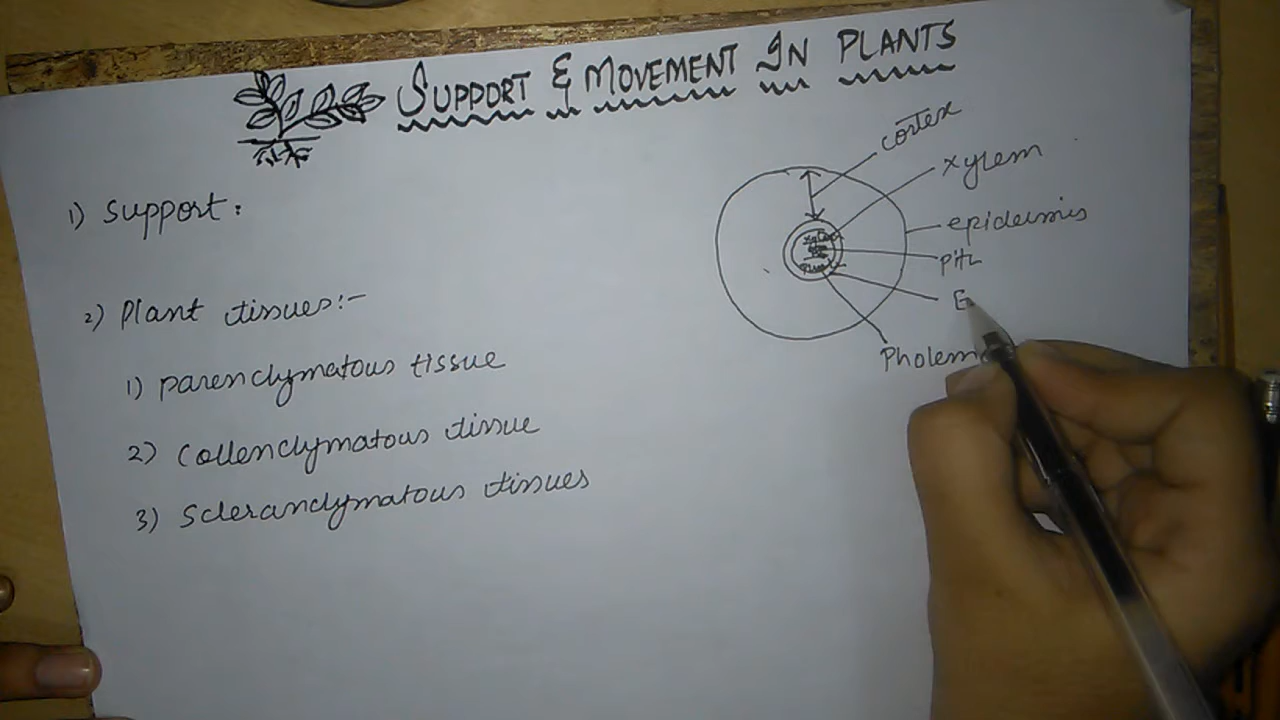 SUPPORT & MOVEMENT IN PLANTS
1) Support:
2) Plant tissues:-
1) Parenchymatous tissue
2) Collenchymatous tissue
3) Scleranchymatous tissues
cortex
xylem
epidermis
pith
E
Pholem